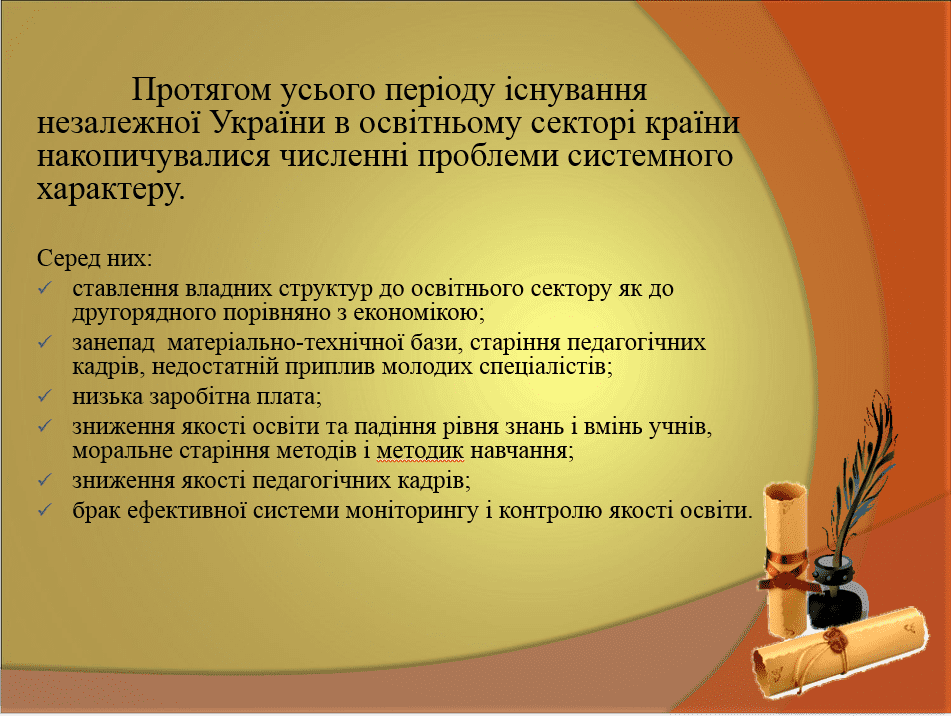 Протягом усього періоду існування
незалежної України в освітньому секторі країни
накопичувалися численні проблеми системного
характеру.
Серед них:
ставлення владних структур до освітнього сектору як до
другорядного порівняно з економікою;
занепад  матеріально-технічної бази, старіння педагогічних
кадрів, недостатній приплив молодих спеціалістів;
низька заробітна плата;
зниження якості освіти та падіння рівня знань і вмінь учнів,
моральне старіння методів і методик навчання;
зниження якості педагогічних кадрів;
брак ефективної системи моніторингу і контролю якості освіти.